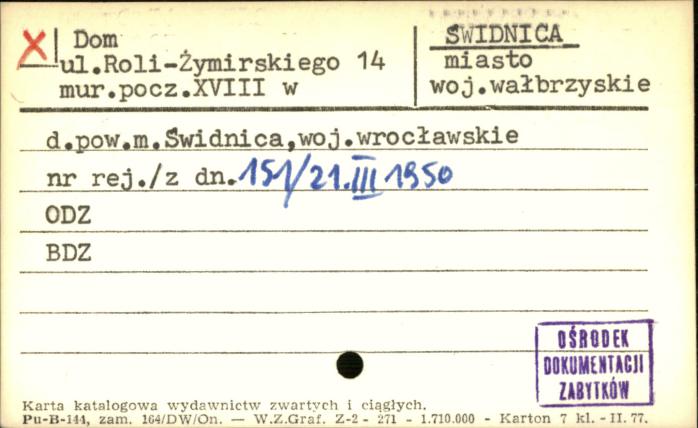 X Dom
ul.Roli-Żymirskiego 14
mur.pocz.XVIII w
ŚWIDNICA
miasto
woj.wałbrzyskie
d.pow.m.Świdnica,woj.wrocławskie
nr rej./z dn. 151/21.III 1950
ODZ
BDZ
OŚRODEK
DOKUMENTACJI
ZABYTKÓW
Karta katalogowa wydawnictw zwartych i ciągłych.
Pu-B-144, zam. 164/DW/On. — W.Z.Graf. Z-2 - 271 - 1.710.000 - Karton 7 kl. -II. 77.